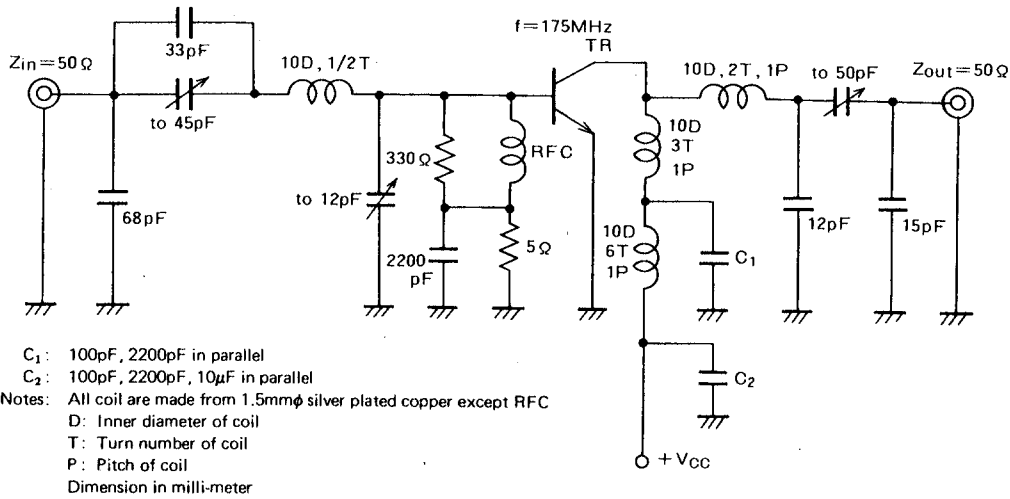 f=175MHz
TR
33pF
Zin=50Ω
10D, 1/2T
10D, 2T, 1P
to 50pF
Zout=50Ω
to 45pF
10D
3T
1P
330Ω
RFC
to 12pF
68pF
12pF
15pF
2200
pF
5Ω
10D
6T
1P
C₁
C₂
+Vcc
C₁: 100pF, 2200pF in parallel
C₂: 100pF, 2200pF, 10μF in parallel
Notes: All coil are made from 1.5mmϕ silver plated copper except RFC
D: Inner diameter of coil
T: Turn number of coil
P: Pitch of coil
Dimension in milli-meter